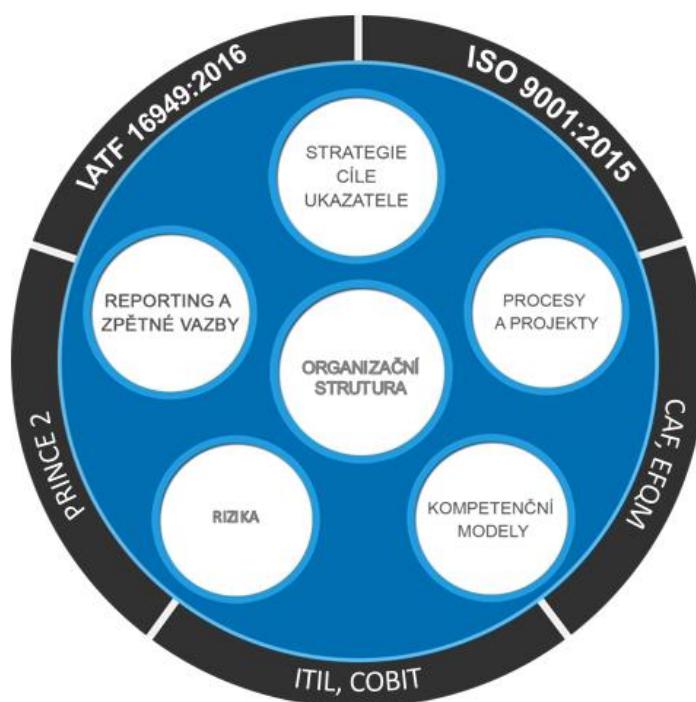 IATF 16949:2016
ISO 9001:2015
STRATEGIE
CÍLE
UKAZATELE
REPORTING A
ZPĚTNÉ VAZBY
PROCESY
A PROJEKTY
ORGANIZAČNÍ
STRUTURA
PRINCE 2
CAF, EFQM
RIZIKA
KOMPETENČNÍ
MODELY
ITIL, COBIT